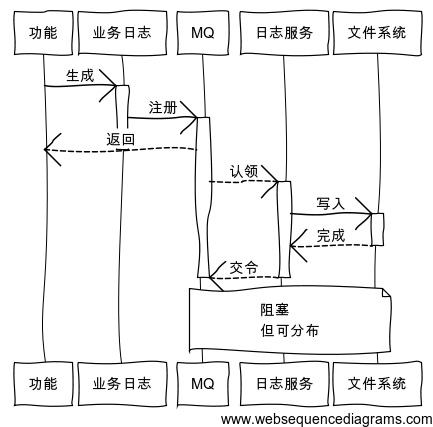 功能 业务日志 MQ 日志服务 文件系统
生成
注册
返回
认领
写入
完成
交令
阻塞
但可分布
功能 业务日志 MQ 日志服务 文件系统
www.websequencediagrams.com